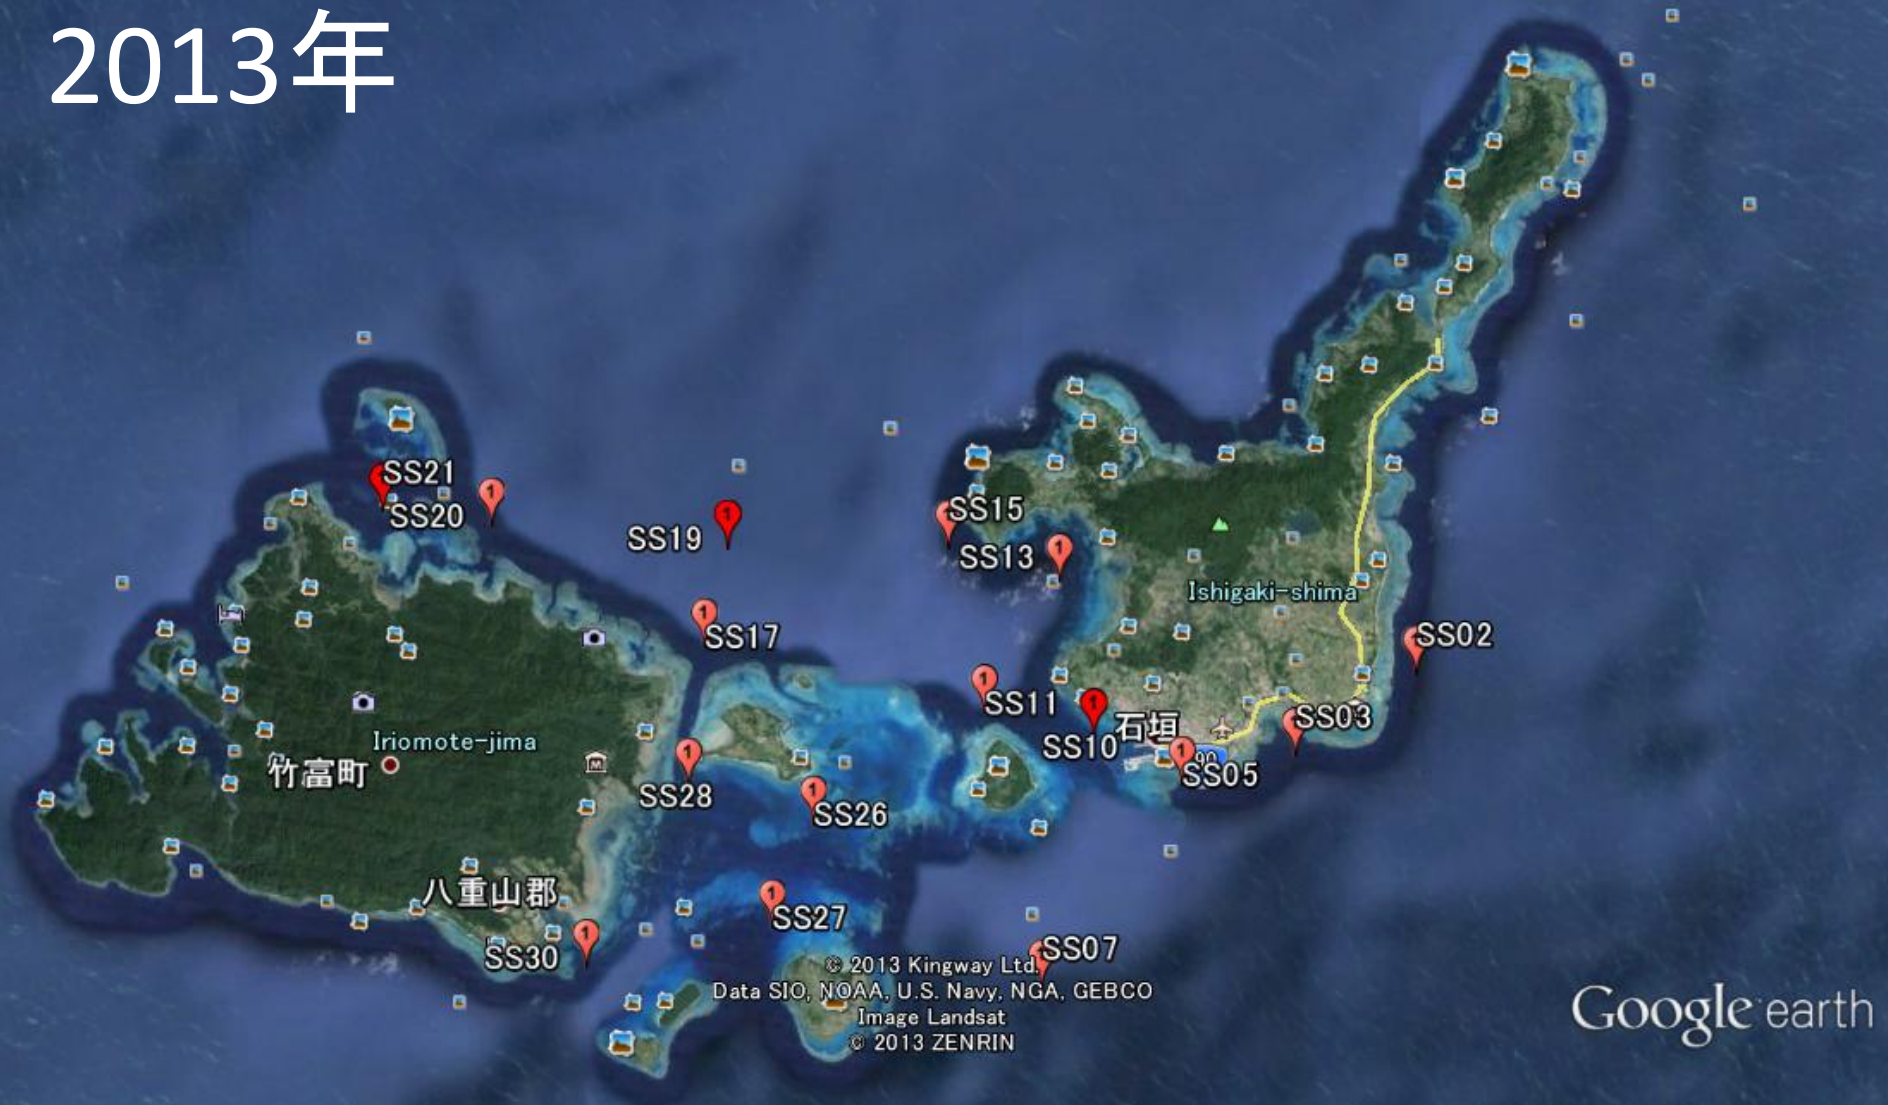 2013年
SS21
SS20
SS19
SS15
SS13
Ishigaki-shima
SS17
SS02
SS11
石垣
SS03
SS10
90
SS05
Iriomote-jima
竹富町
SS28
SS26
八重山郡
SS27
SS30
SS07
© 2013 Kingway Ltd.
Data SIO, NOAA, U.S. Navy, NGA, GEBCO
Image Landsat
© 2013 ZENRIN
Google earth